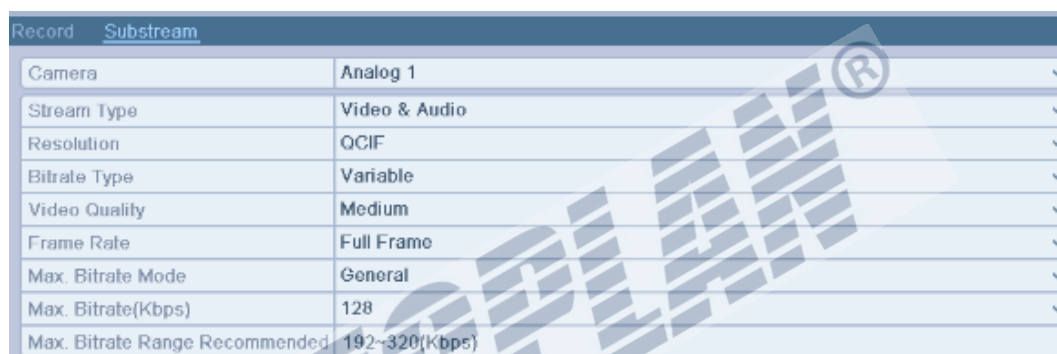 Record Substream
Camera Analog 1
Stream Type Video & Audio
Resolution QCIF
Bitrate Type Variable
Video Quality Medium
Frame Rate Full Frame
Max. Bitrate Mode General
Max. Bitrate(Kbps) 128
Max. Bitrate Range Recommended 192~320(Kbps)